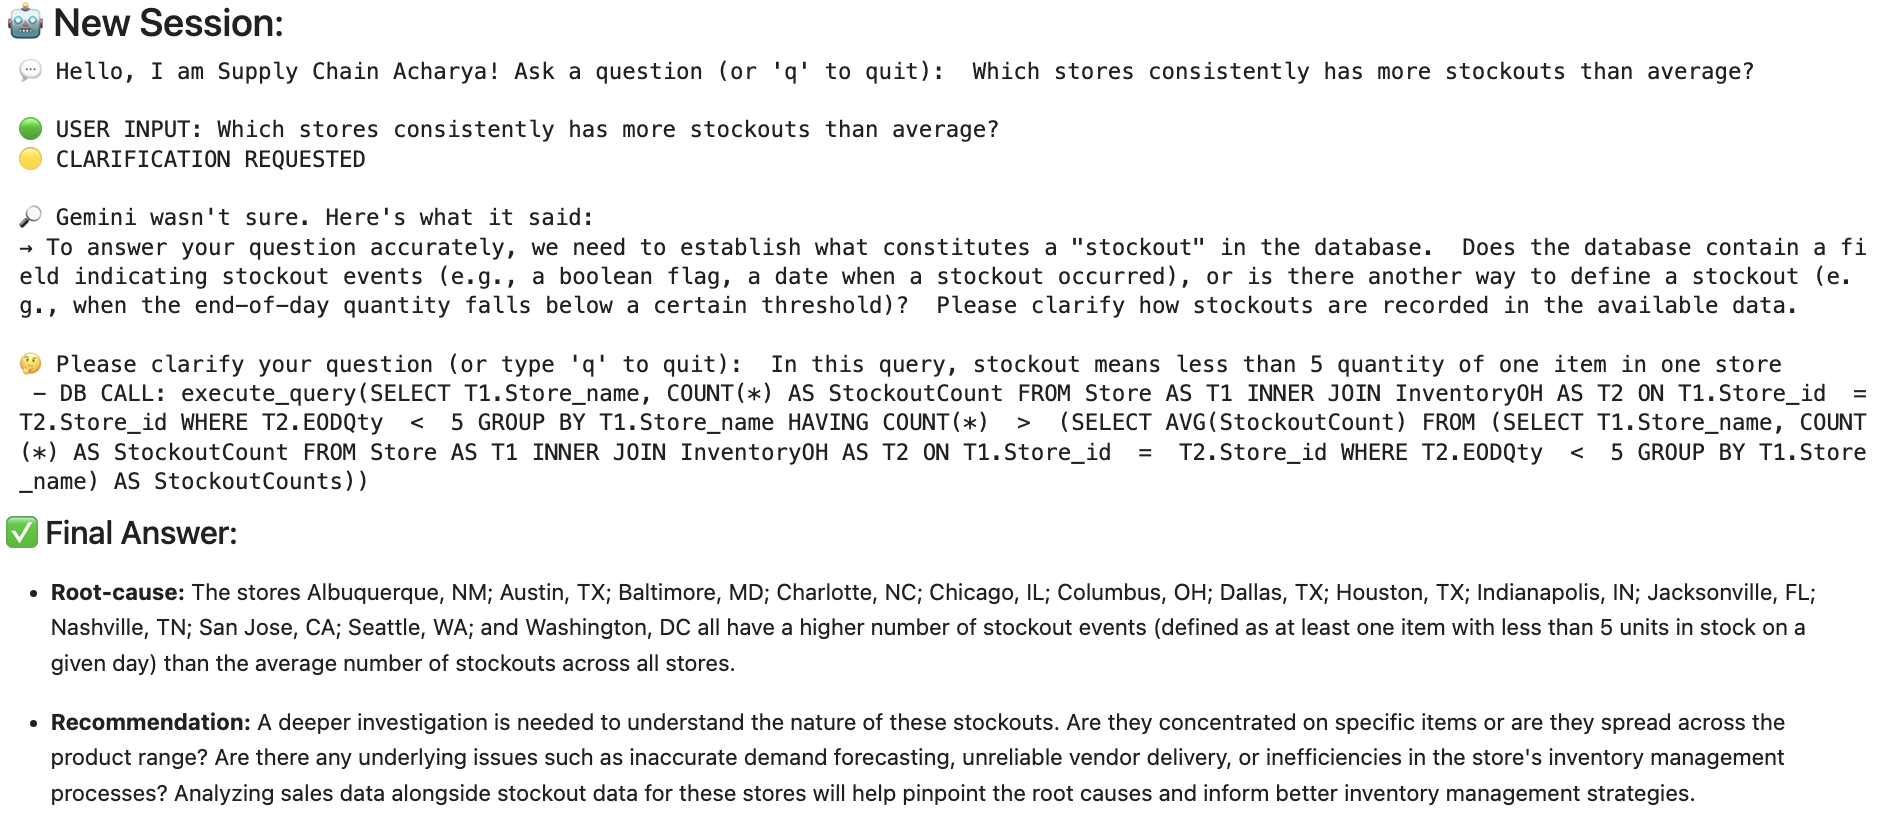 🤖 New Session:
💬 Hello, I am Supply Chain Acharya! Ask a question (or 'q' to quit):  Which stores consistently has more stockouts than average?
🟢 USER INPUT: Which stores consistently has more stockouts than average?
🟡 CLARIFICATION REQUESTED
🔎 Gemini wasn't sure. Here's what it said:
→ To answer your question accurately, we need to establish what constitutes a "stockout" in the database.  Does the database contain a fi
eld indicating stockout events (e.g., a boolean flag, a date when a stockout occurred), or is there another way to define a stockout (e.
g., when the end-of-day quantity falls below a certain threshold)?  Please clarify how stockouts are recorded in the available data.
🤔 Please clarify your question (or type 'q' to quit):  In this query, stockout means less than 5 quantity of one item in one store
 - DB CALL: execute_query(SELECT T1.Store_name, COUNT(*) AS StockoutCount FROM Store AS T1 INNER JOIN InventoryOH AS T2 ON T1.Store_id  =
T2.Store_id WHERE T2.EODQty  <  5 GROUP BY T1.Store_name HAVING COUNT(*)  >  (SELECT AVG(StockoutCount) FROM (SELECT T1.Store_name, COUNT
(*) AS StockoutCount FROM Store AS T1 INNER JOIN InventoryOH AS T2 ON T1.Store_id  =  T2.Store_id WHERE T2.EODQty  <  5 GROUP BY T1.Store
_name) AS StockoutCounts))
✅ Final Answer:
• Root-cause: The stores Albuquerque, NM; Austin, TX; Baltimore, MD; Charlotte, NC; Chicago, IL; Columbus, OH; Dallas, TX; Houston, TX; Indianapolis, IN; Jacksonville, FL;
Nashville, TN; San Jose, CA; Seattle, WA; and Washington, DC all have a higher number of stockout events (defined as at least one item with less than 5 units in stock on a
given day) than the average number of stockouts across all stores.
• Recommendation: A deeper investigation is needed to understand the nature of these stockouts. Are they concentrated on specific items or are they spread across the
product range? Are there any underlying issues such as inaccurate demand forecasting, unreliable vendor delivery, or inefficiencies in the store's inventory management
processes? Analyzing sales data alongside stockout data for these stores will help pinpoint the root causes and inform better inventory management strategies.